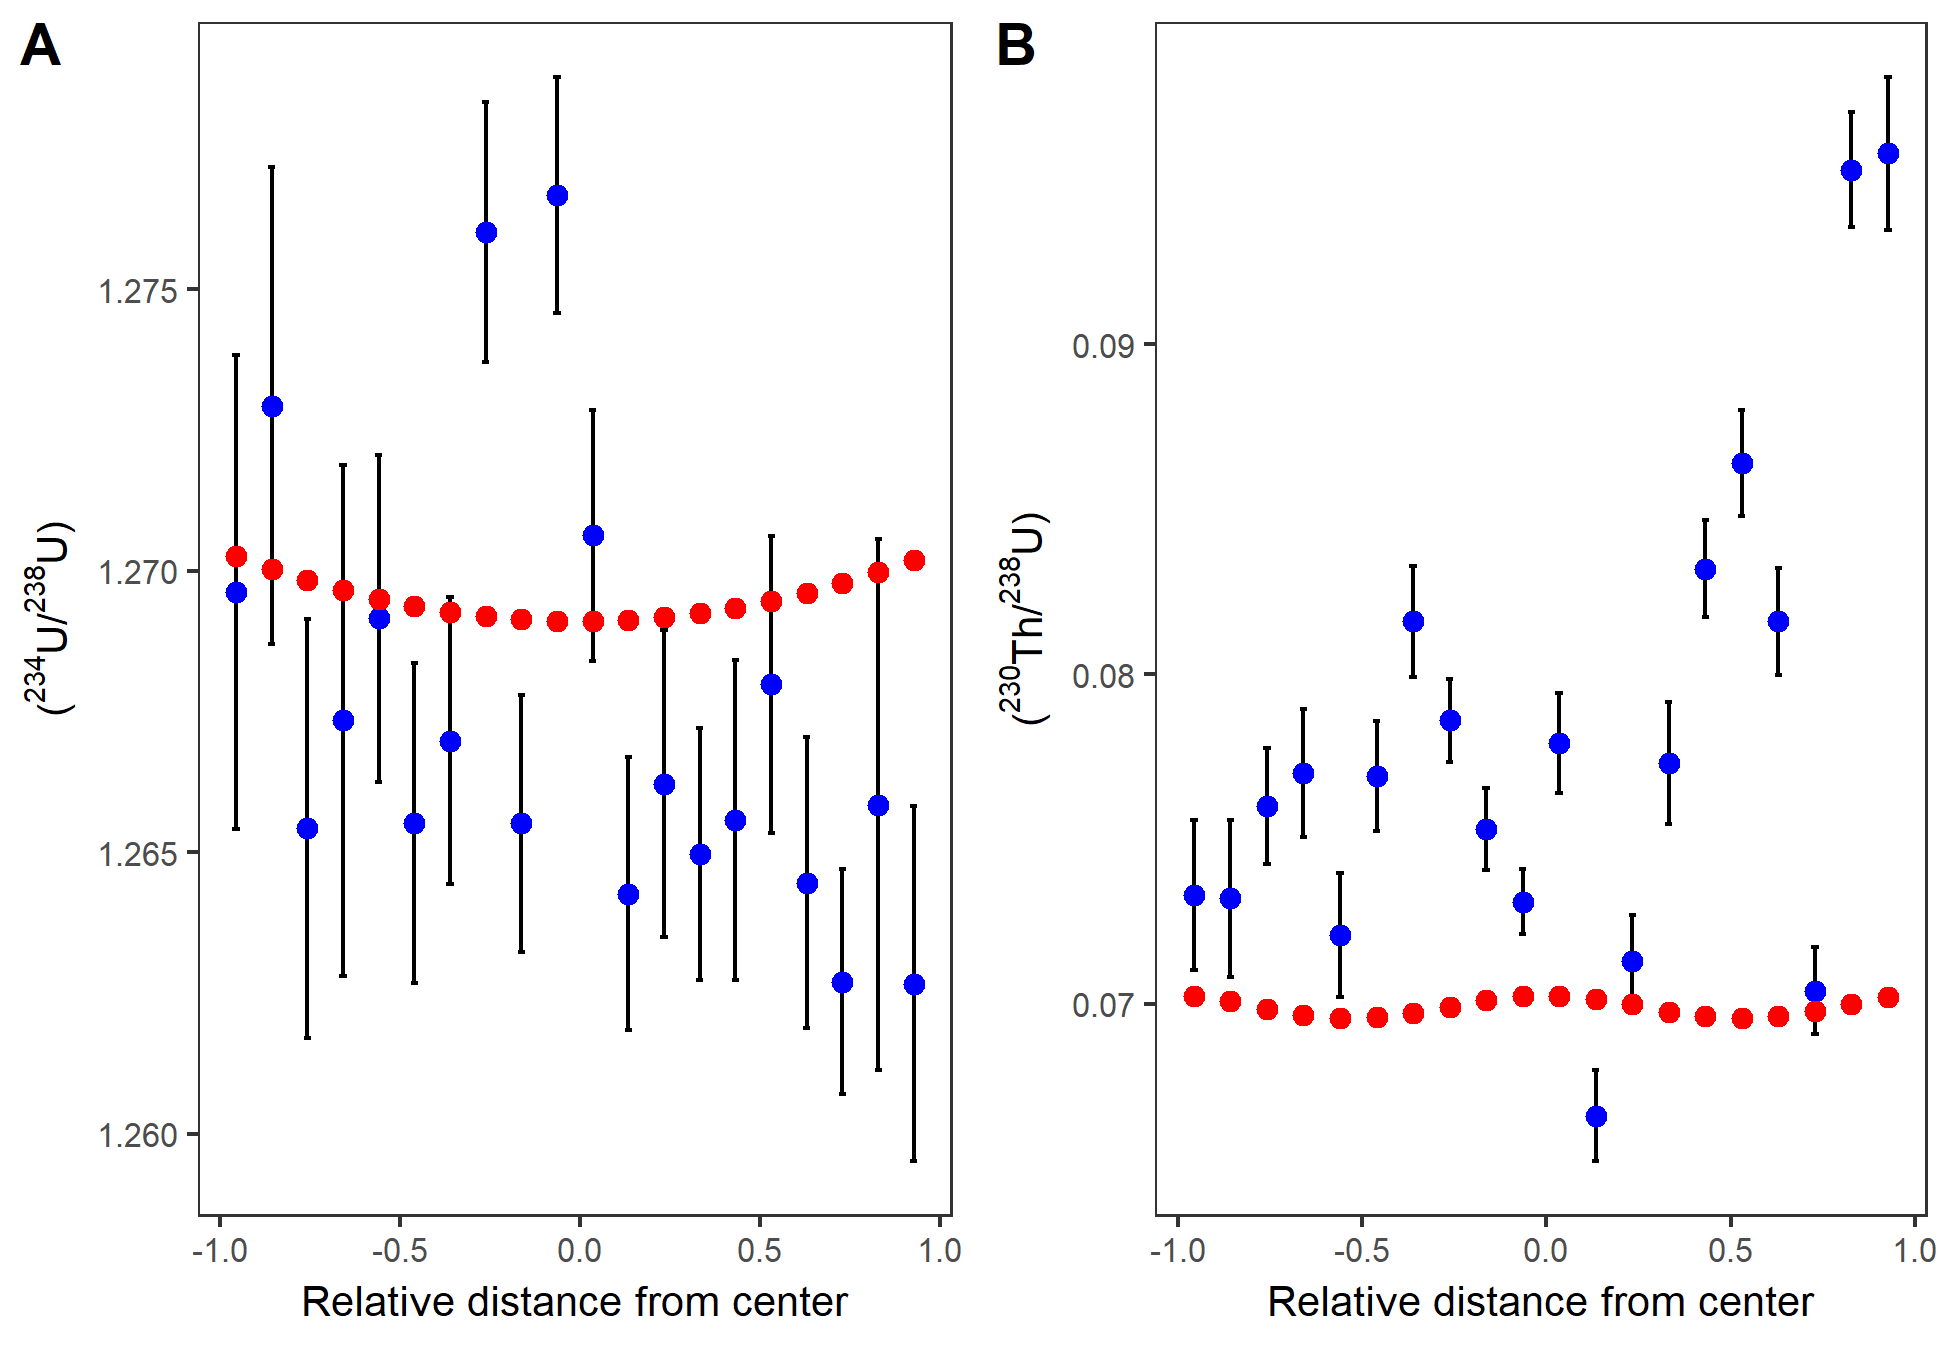 A
B
1.275
1.270
1.265
1.260
(²³⁴U/²³⁸U)
-1.0 -0.5 0.0 0.5 1.0
Relative distance from center
0.09
0.08
0.07
(²³⁰Th/²³⁸U)
-1.0 -0.5 0.0 0.5 1.0
Relative distance from center